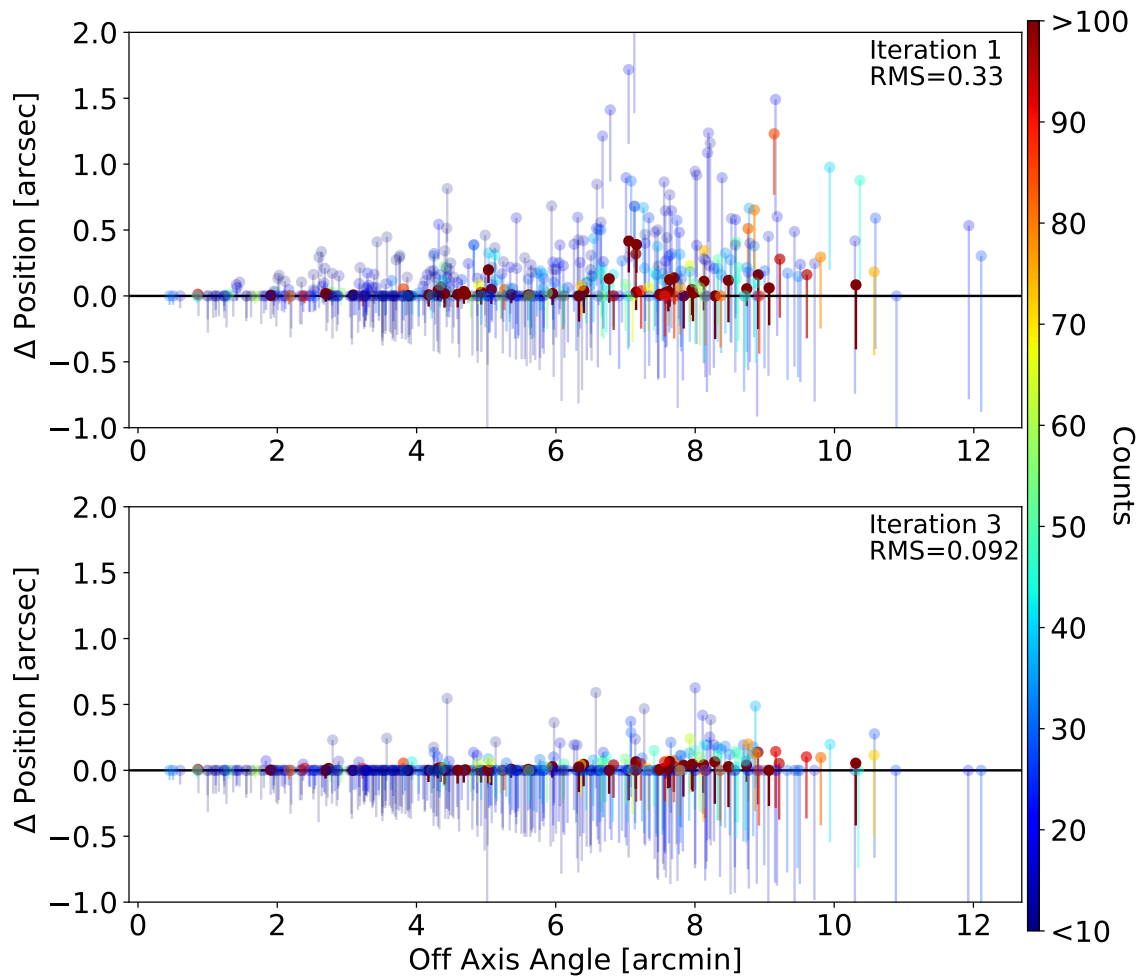 2.0
1.5
1.0
0.5
0.0
−0.5
−1.0
Δ Position [arcsec]
Iteration 1
RMS=0.33
0 2 4 6 8 10 12
2.0
1.5
1.0
0.5
0.0
−0.5
−1.0
Δ Position [arcsec]
Iteration 3
RMS=0.092
0 2 4 6 8 10 12
Off Axis Angle [arcmin]
>100
90
80
70
60
50
40
30
20
<10
Counts